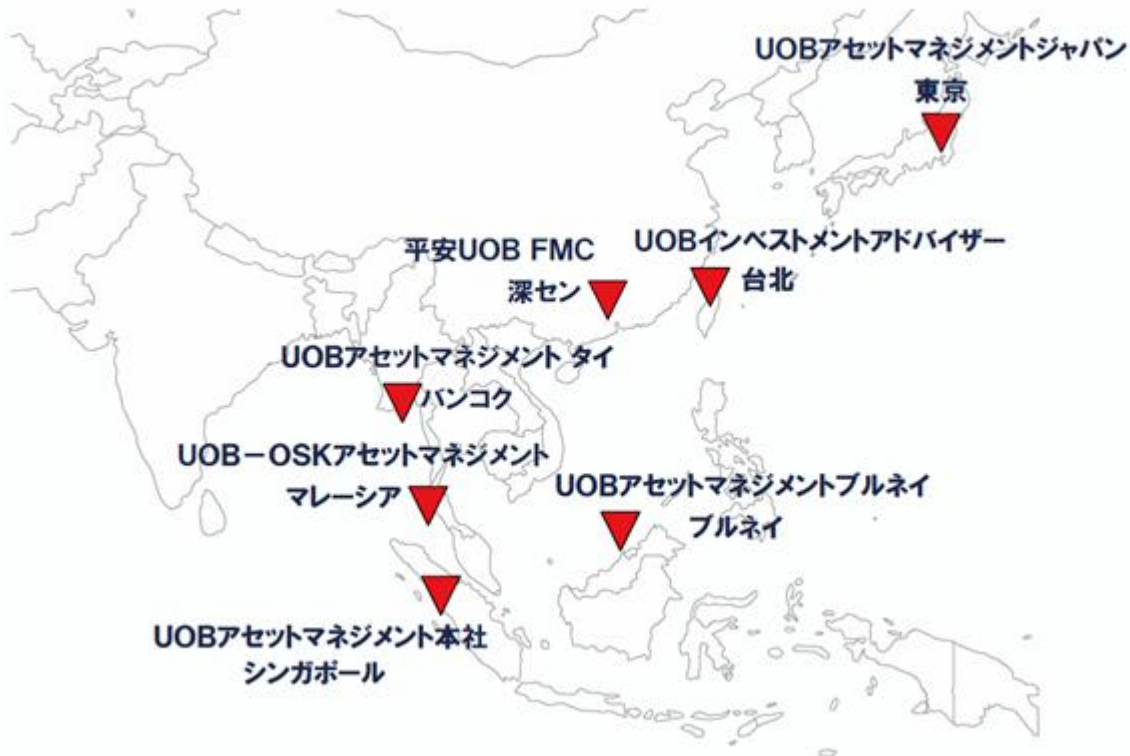 UOBアセットマネジメントジャパン
東京
UOBインベストメントアドバイザー
台北
平安UOB FMC
深セン
UOBアセットマネジメント タイ
バンコク
UOB－OSKアセットマネジメント
マレーシア
UOBアセットマネジメントブルネイ
ブルネイ
UOBアセットマネジメント本社
シンガポール